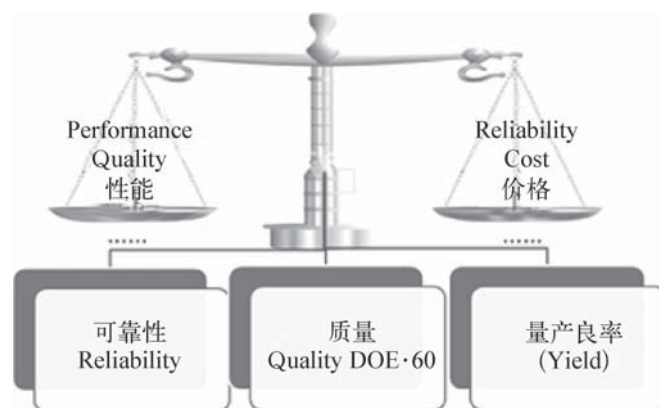 Performance
Quality
性能
......
Reliability
Cost
价格
......
可靠性
Reliability
质量
Quality DOE·60
量产良率
(Yield)